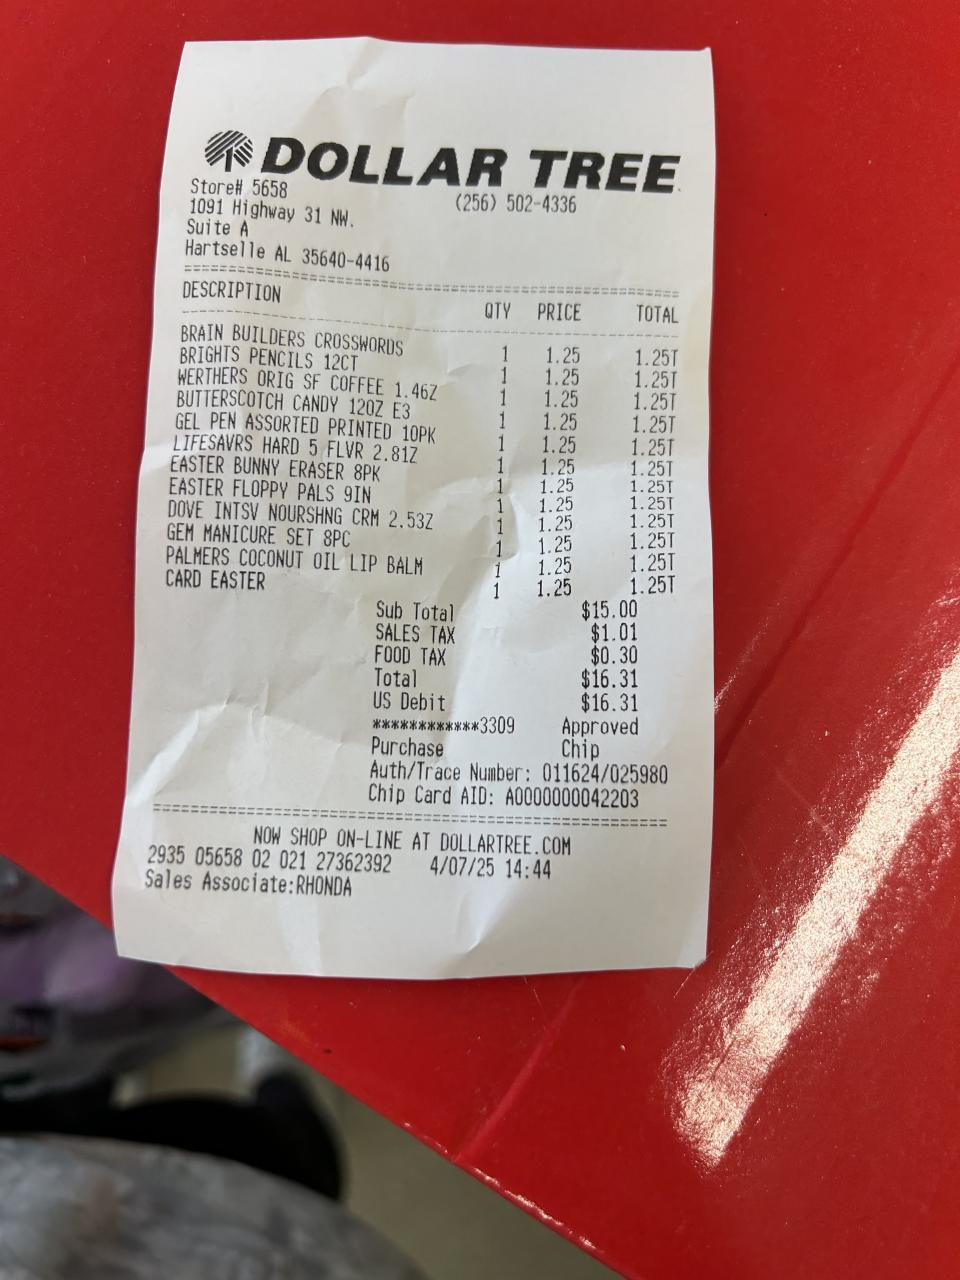 DOLLAR TREE
Store# 5658 (256) 502-4336
1091 Highway 31 NW.
Suite A
Hartselle AL 35640-4416
DESCRIPTION QTY PRICE TOTAL
BRAIN BUILDERS CROSSWORDS 1 1.25 1.25T
BRIGHTS PENCILS 12CT 1 1.25 1.25T
WERTHERS ORIG SF COFFEE 1.46Z 1 1.25 1.25T
BUTTERSCOTCH CANDY 12OZ E3 1 1.25 1.25T
GEL PEN ASSORTED PRINTED 10PK 1 1.25 1.25T
LIFESAVRS HARD 5 FLVR 2.81Z 1 1.25 1.25T
EASTER BUNNY ERASER 8PK 1 1.25 1.25T
EASTER FLOPPY PALS 9IN 1 1.25 1.25T
DOVE INTSV NOURSHNG CRM 2.53Z 1 1.25 1.25T
GEM MANICURE SET 8PC 1 1.25 1.25T
PALMERS COCONUT OIL LIP BALM 1 1.25 1.25T
CARD EASTER 1 1.25 1.25T
Sub Total $15.00
SALES TAX $1.01
FOOD TAX $0.30
Total $16.31
US Debit $16.31
************3309 Approved
Purchase Chip
Auth/Trace Number: 011624/025980
Chip Card AID: A0000000042203
NOW SHOP ON-LINE AT DOLLARTREE.COM
2935 05658 02 021 27362392 4/07/25 14:44
Sales Associate:RHONDA